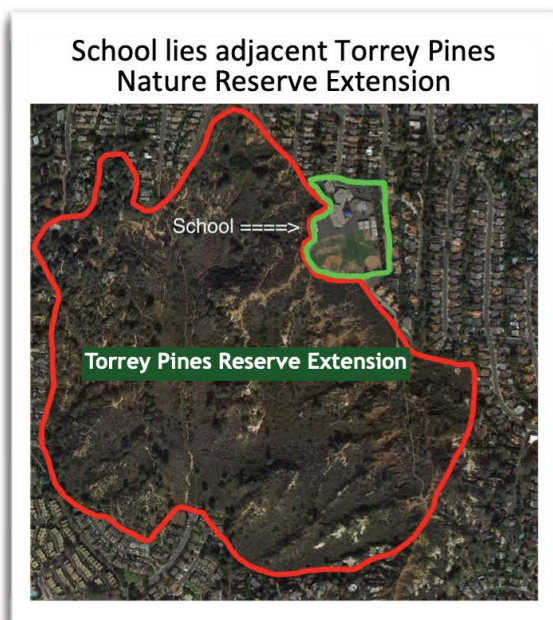 School lies adjacent Torrey Pines
Nature Reserve Extension
School ====>
Torrey Pines Reserve Extension